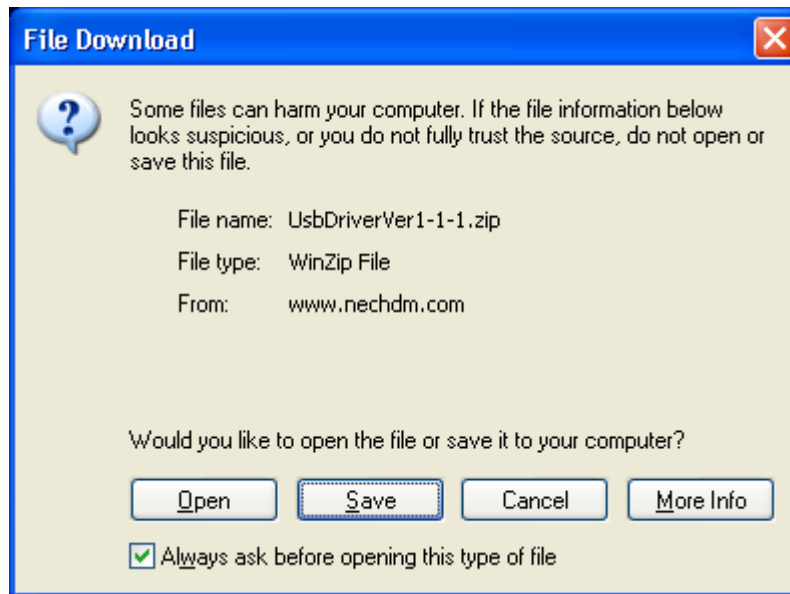 File Download
Some files can harm your computer. If the file information below
looks suspicious, or you do not fully trust the source, do not open or
save this file.
File name: UsbDriverVer1-1-1.zip
File type: WinZip File
From: www.nechdm.com
Would you like to open the file or save it to your computer?
Open Save Cancel More Info
Always ask before opening this type of file